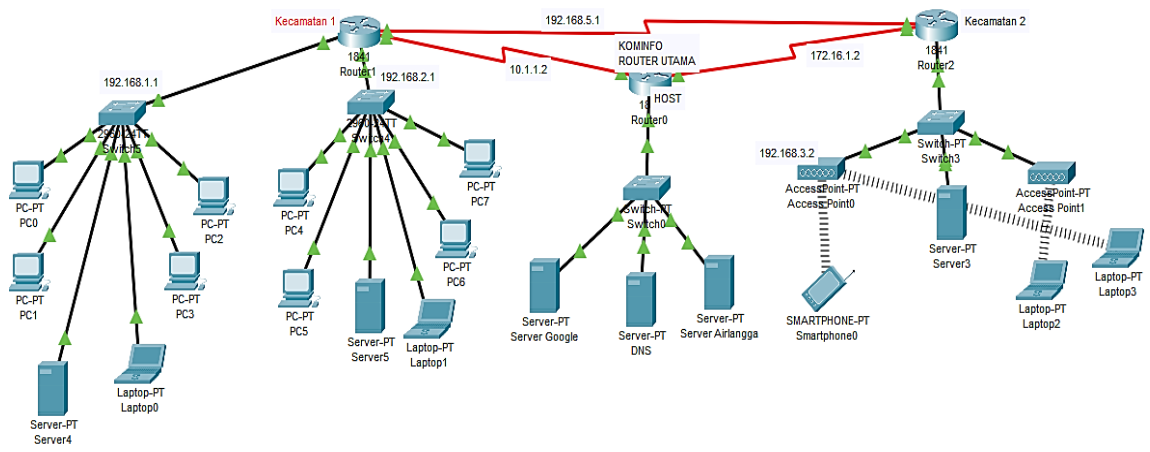 Kecamatan 1
192.168.5.1
Kecamatan 2
1841
Router1
KOMINFO
ROUTER UTAMA
172.16.1.2
1841
Router2
10.1.1.2
192.168.1.1
192.168.2.1
HOST
Router0
2960-24TT
Switch5
2960-24TT
Switch4
Switch-PT
Switch3
192.168.3.2
PC-PT
PC0
PC-PT
PC2
PC-PT
PC4
PC-PT
PC7
Switch-PT
Switch0
AccessPoint-PT
Access Point0
AccessPoint-PT
Access Point1
PC-PT
PC1
PC-PT
PC3
PC-PT
PC5
PC-PT
PC6
Server-PT
Server3
Server-PT
Server5
Laptop-PT
Laptop1
Server-PT
Server Google
Server-PT
DNS
Server-PT
Server Airlangga
SMARTPHONE-PT
Smartphone0
Laptop-PT
Laptop2
Laptop-PT
Laptop3
Laptop-PT
Laptop0
Server-PT
Server4